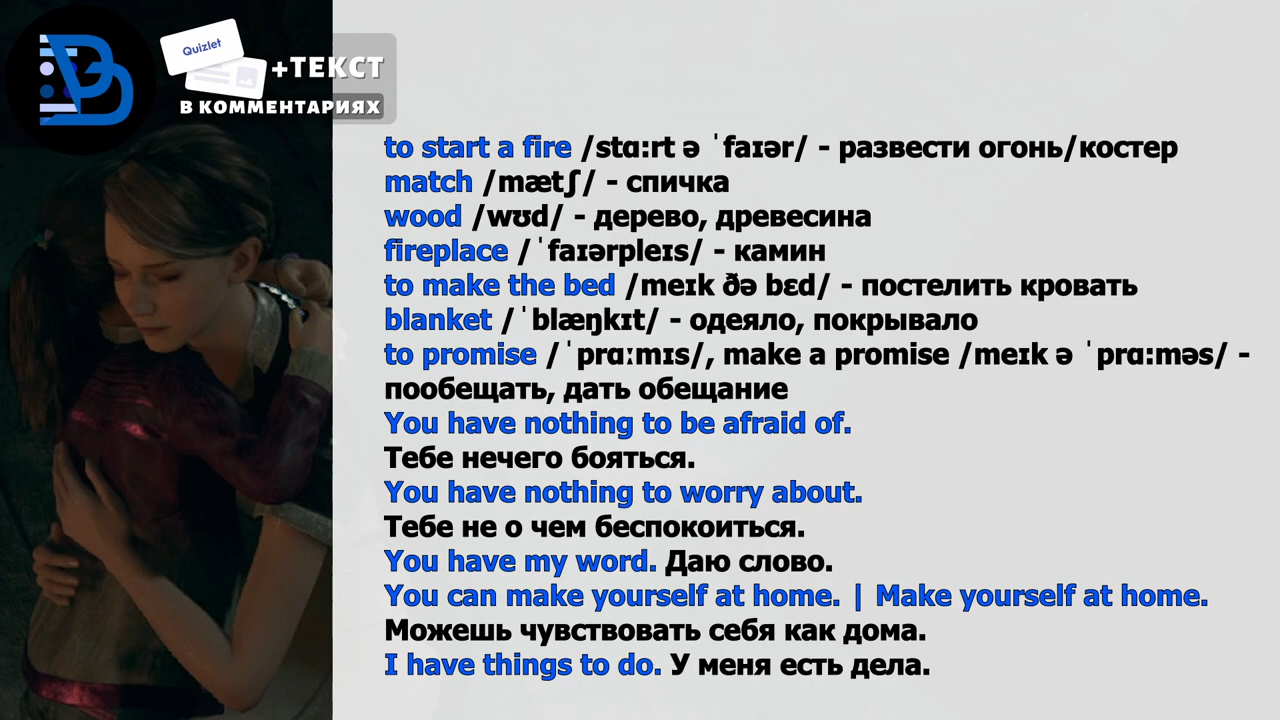 Quizlet
+ТЕКСТ
В КОММЕНТАРИЯХ
to start a fire /stɑ:rt ə ˈfaɪər/ - развести огонь/костер
match /mætʃ/ - спичка
wood /wʊd/ - дерево, древесина
fireplace /ˈfaɪərpleɪs/ - камин
to make the bed /meɪk ðə bɛd/ - постелить кровать
blanket /ˈblæŋkɪt/ - одеяло, покрывало
to promise /ˈprɑːmɪs/, make a promise /meɪk ə ˈprɑ:məs/ -
пообещать, дать обещание
You have nothing to be afraid of.
Тебе нечего бояться.
You have nothing to worry about.
Тебе не о чем беспокоиться.
You have my word. Даю слово.
You can make yourself at home. | Make yourself at home.
Можешь чувствовать себя как дома.
I have things to do. У меня есть дела.